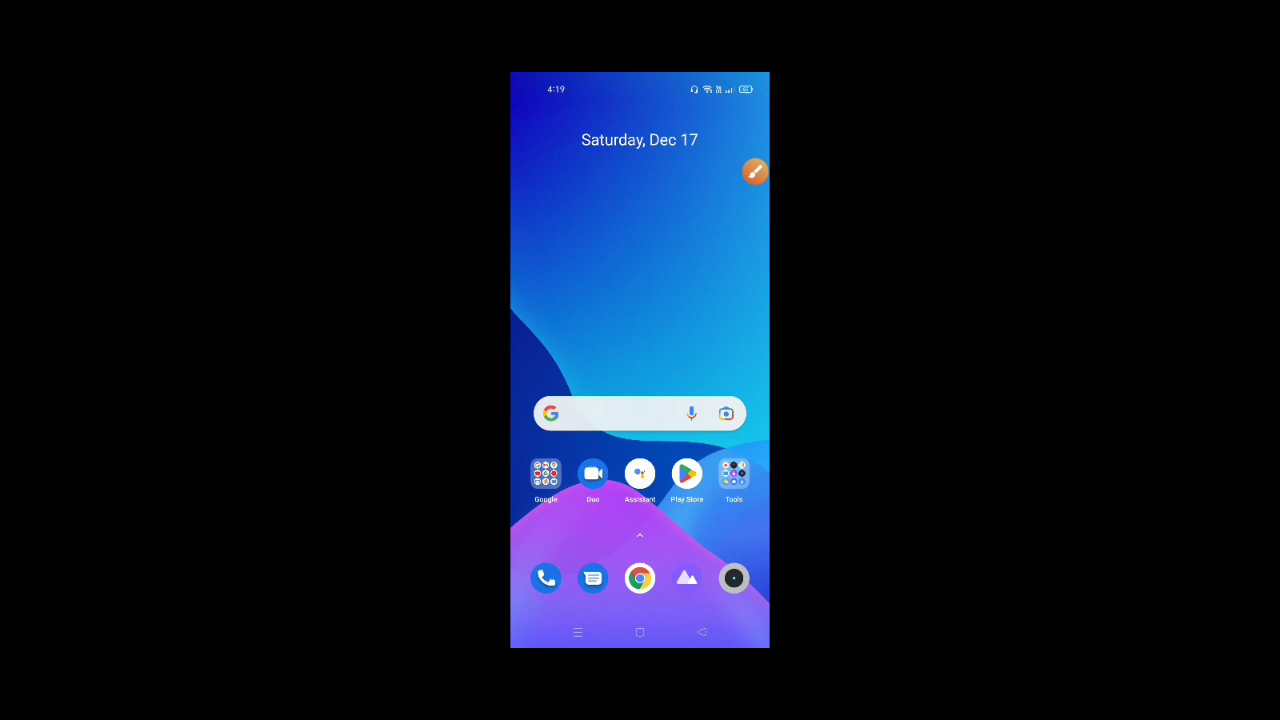 4:19
Saturday, Dec 17
Google
Duo
Assistant
Play Store
Tools